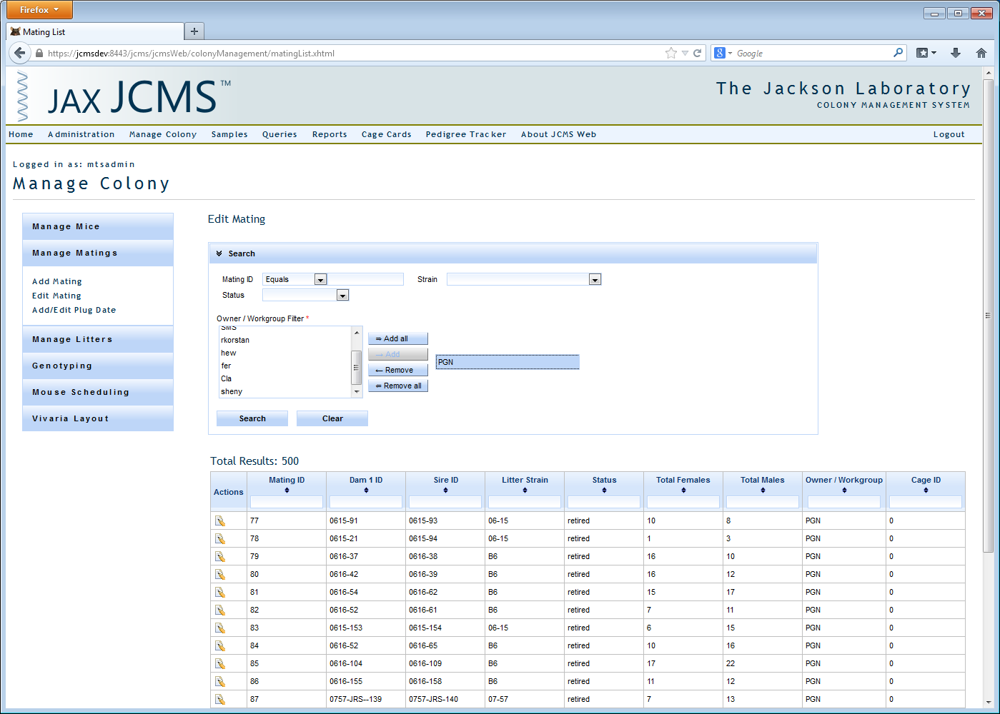 Firefox
Mating List
https://jcmsdev:8443/jcms/jcmsWeb/colonyManagement/matingList.xhtml
8 Google
JAX JCMS™
The Jackson Laboratory
COLONY MANAGEMENT SYSTEM
Home Administration Manage Colony Samples Queries Reports Cage Cards Pedigree Tracker About JCMS Web Logout
Logged in as: mtsadmin
Manage Colony
Manage Mice
Manage Matings
Add Mating
Edit Mating
Add/Edit Plug Date
Manage Litters
Genotyping
Mouse Scheduling
Vivaria Layout
Edit Mating
Search
Mating ID Equals Strain
Status
Owner / Workgroup Filter *
SMS
rkorstan
hew
fer
Cla
sheny
⇒ Add all
→ Add
← Remove
⇐ Remove all
PGN
Search Clear
Total Results: 500
Actions Mating ID Dam 1 ID Sire ID Litter Strain Status Total Females Total Males Owner / Workgroup Cage ID
77 0615-91 0615-93 06-15 retired 10 8 PGN 0
78 0615-21 0615-94 06-15 retired 1 3 PGN 0
79 0616-37 0616-38 B6 retired 16 10 PGN 0
80 0616-42 0616-39 B6 retired 16 12 PGN 0
81 0616-54 0616-62 B6 retired 15 17 PGN 0
82 0616-52 0616-61 B6 retired 7 11 PGN 0
83 0615-153 0615-154 06-15 retired 6 15 PGN 0
84 0616-52 0616-65 B6 retired 10 16 PGN 0
85 0616-104 0616-109 B6 retired 17 22 PGN 0
86 0616-155 0616-158 B6 retired 11 12 PGN 0
87 0757-JRS--139 0757-JRS-140 07-57 retired 7 13 PGN 0